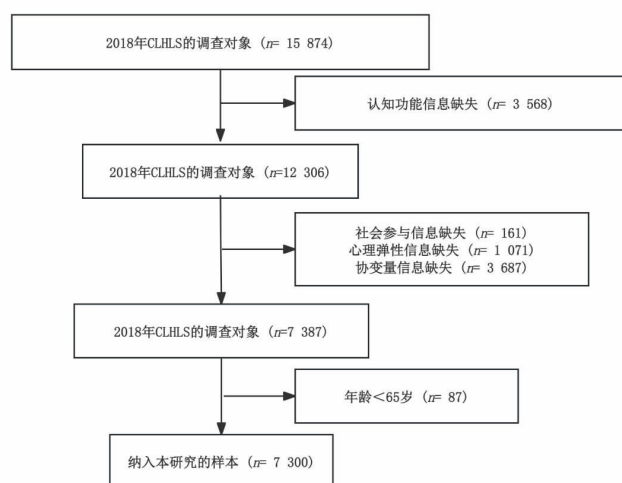 2018年CLHLS的调查对象 (n= 15 874)
认知功能信息缺失 (n= 3 568)
2018年CLHLS的调查对象 (n=12 306)
社会参与信息缺失 (n= 161)
心理弹性信息缺失 (n= 1 071)
协变量信息缺失 (n= 3 687)
2018年CLHLS的调查对象 (n=7 387)
年龄<65岁 (n= 87)
纳入本研究的样本 (n= 7 300)